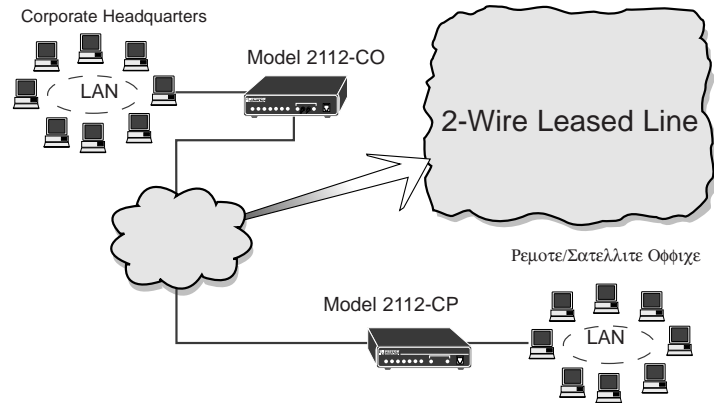 Corporate Headquarters
Model 2112-CO
LAN
2-Wire Leased Line
Ρεμοτε/Σατελλιτε Οφφιχε
Model 2112-CP
LAN